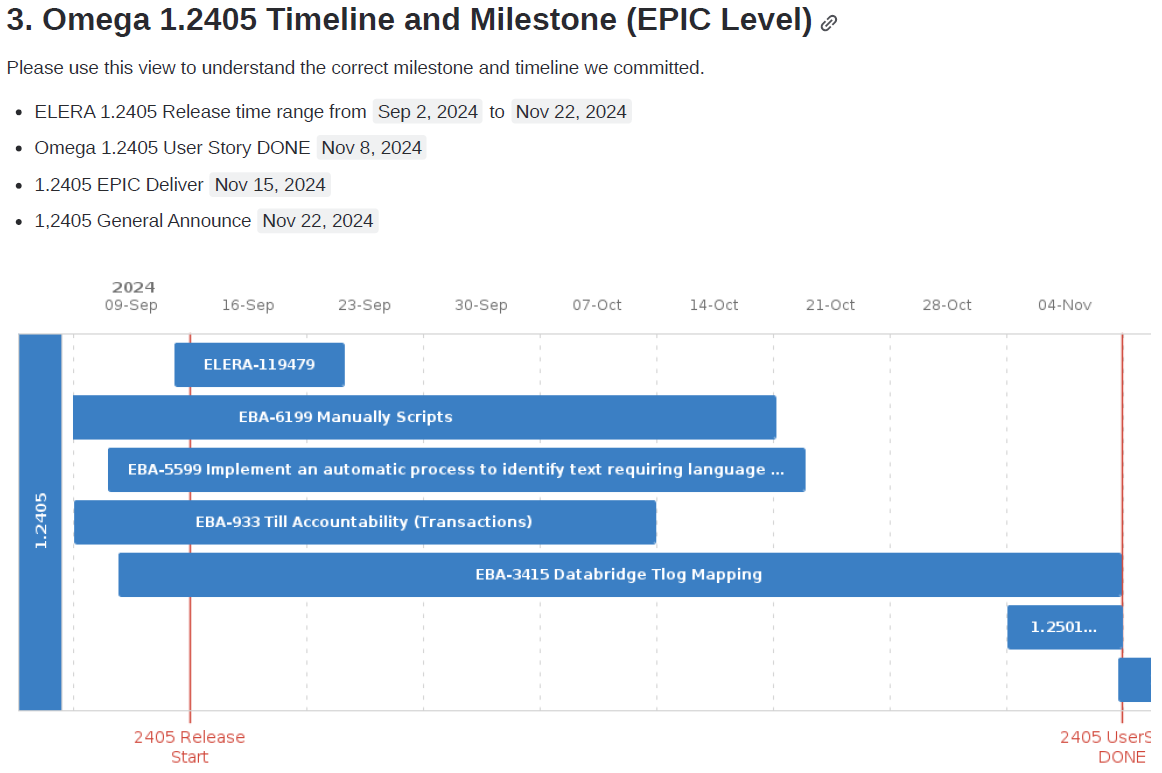 3. Omega 1.2405 Timeline and Milestone (EPIC Level)
Please use this view to understand the correct milestone and timeline we committed.
ELERA 1.2405 Release time range from Sep 2, 2024 to Nov 22, 2024
Omega 1.2405 User Story DONE Nov 8, 2024
1.2405 EPIC Deliver Nov 15, 2024
1,2405 General Announce Nov 22, 2024
2024
09-Sep 16-Sep 23-Sep 30-Sep 07-Oct 14-Oct 21-Oct 28-Oct 04-Nov
1.2405
ELERA-119479
EBA-6199 Manually Scripts
EBA-5599 Implement an automatic process to identify text requiring language ...
EBA-933 Till Accountability (Transactions)
EBA-3415 Databridge Tlog Mapping
1.2501...
2405 Release
Start
2405 UserS
DONE